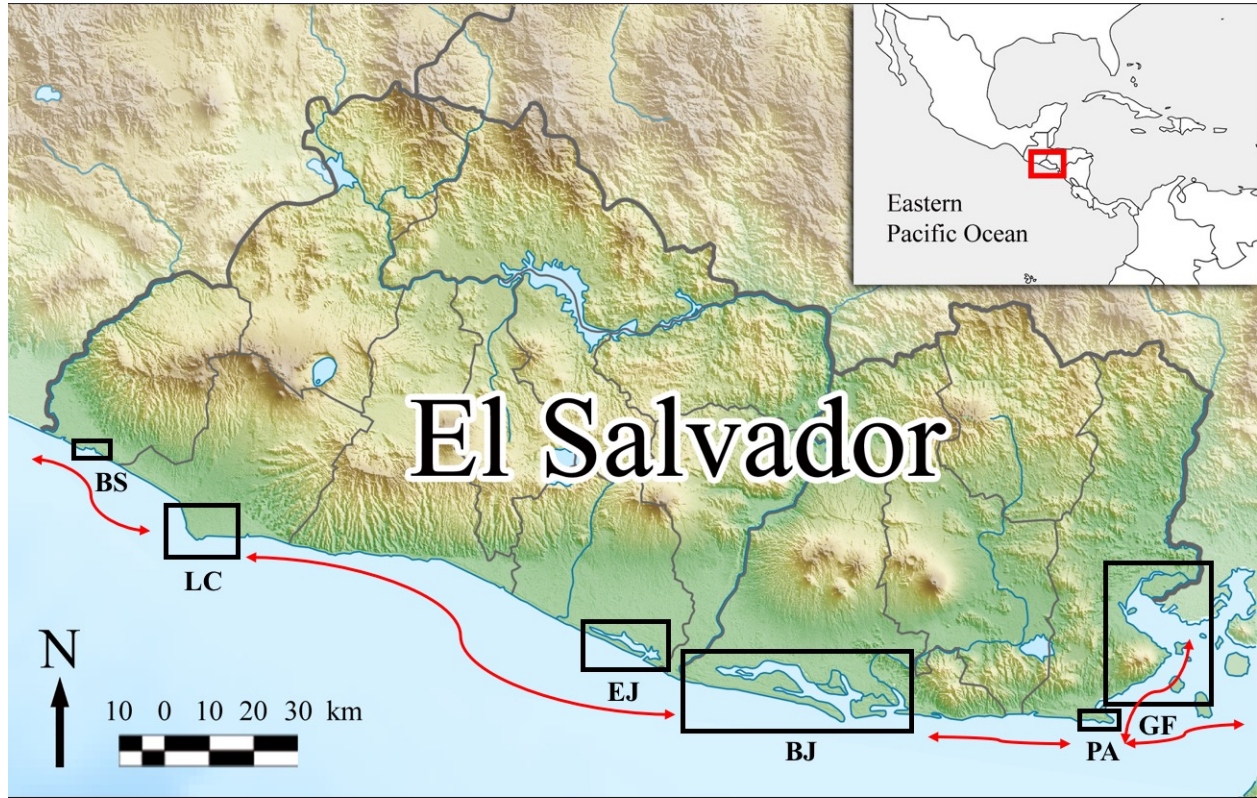 Eastern
Pacific Ocean
El Salvador
BS
LC
EJ
BJ
PA
GF
N
10 0 10 20 30 km